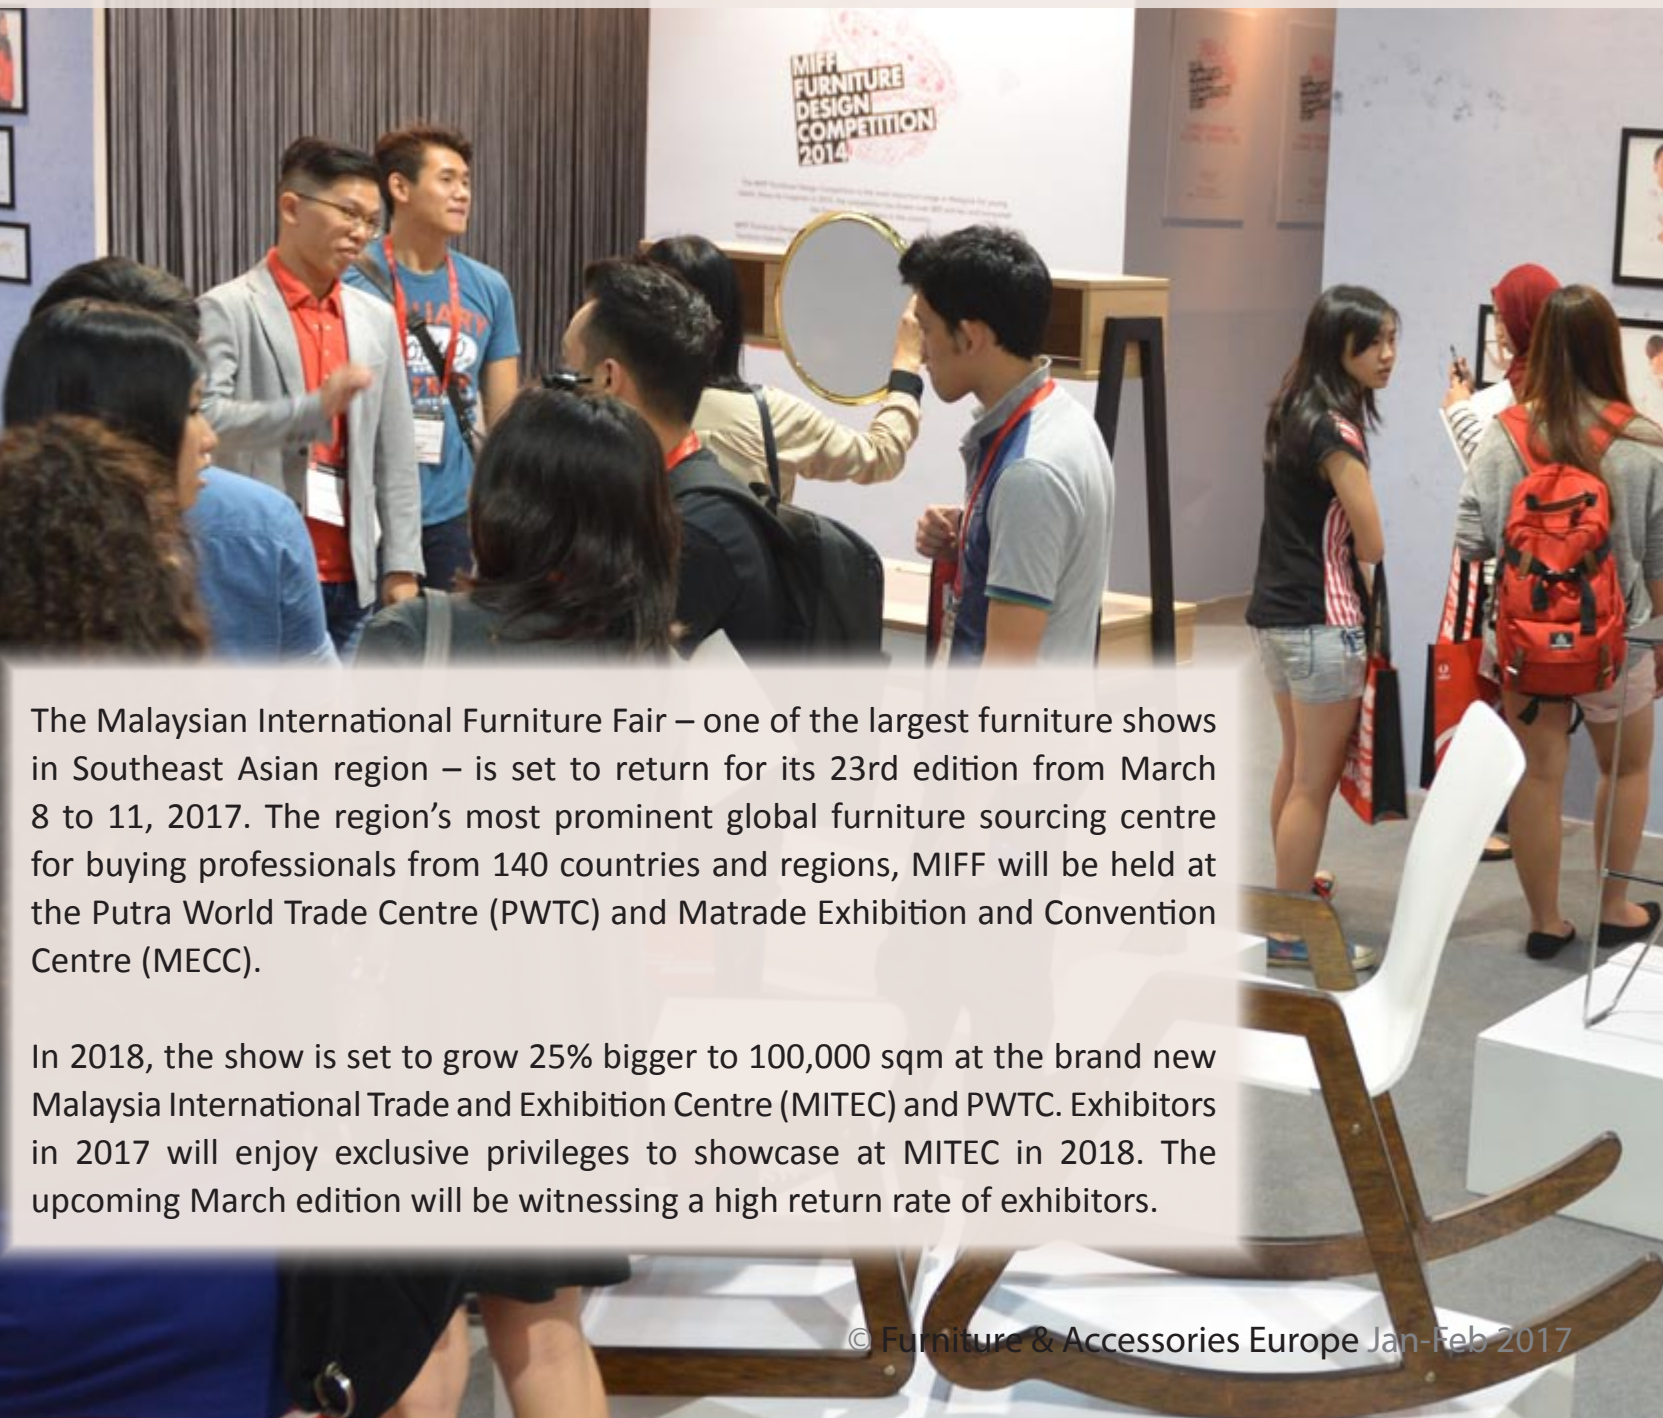 MIFF
FURNITURE
DESIGN
COMPETITION
2014
The Malaysian International Furniture Fair – one of the largest furniture shows
in Southeast Asian region – is set to return for its 23rd edition from March
8 to 11, 2017. The region’s most prominent global furniture sourcing centre
for buying professionals from 140 countries and regions, MIFF will be held at
the Putra World Trade Centre (PWTC) and Matrade Exhibition and Convention
Centre (MECC).
In 2018, the show is set to grow 25% bigger to 100,000 sqm at the brand new
Malaysia International Trade and Exhibition Centre (MITEC) and PWTC. Exhibitors
in 2017 will enjoy exclusive privileges to showcase at MITEC in 2018. The
upcoming March edition will be witnessing a high return rate of exhibitors.
© Furniture & Accessories Europe Jan-Feb 2017